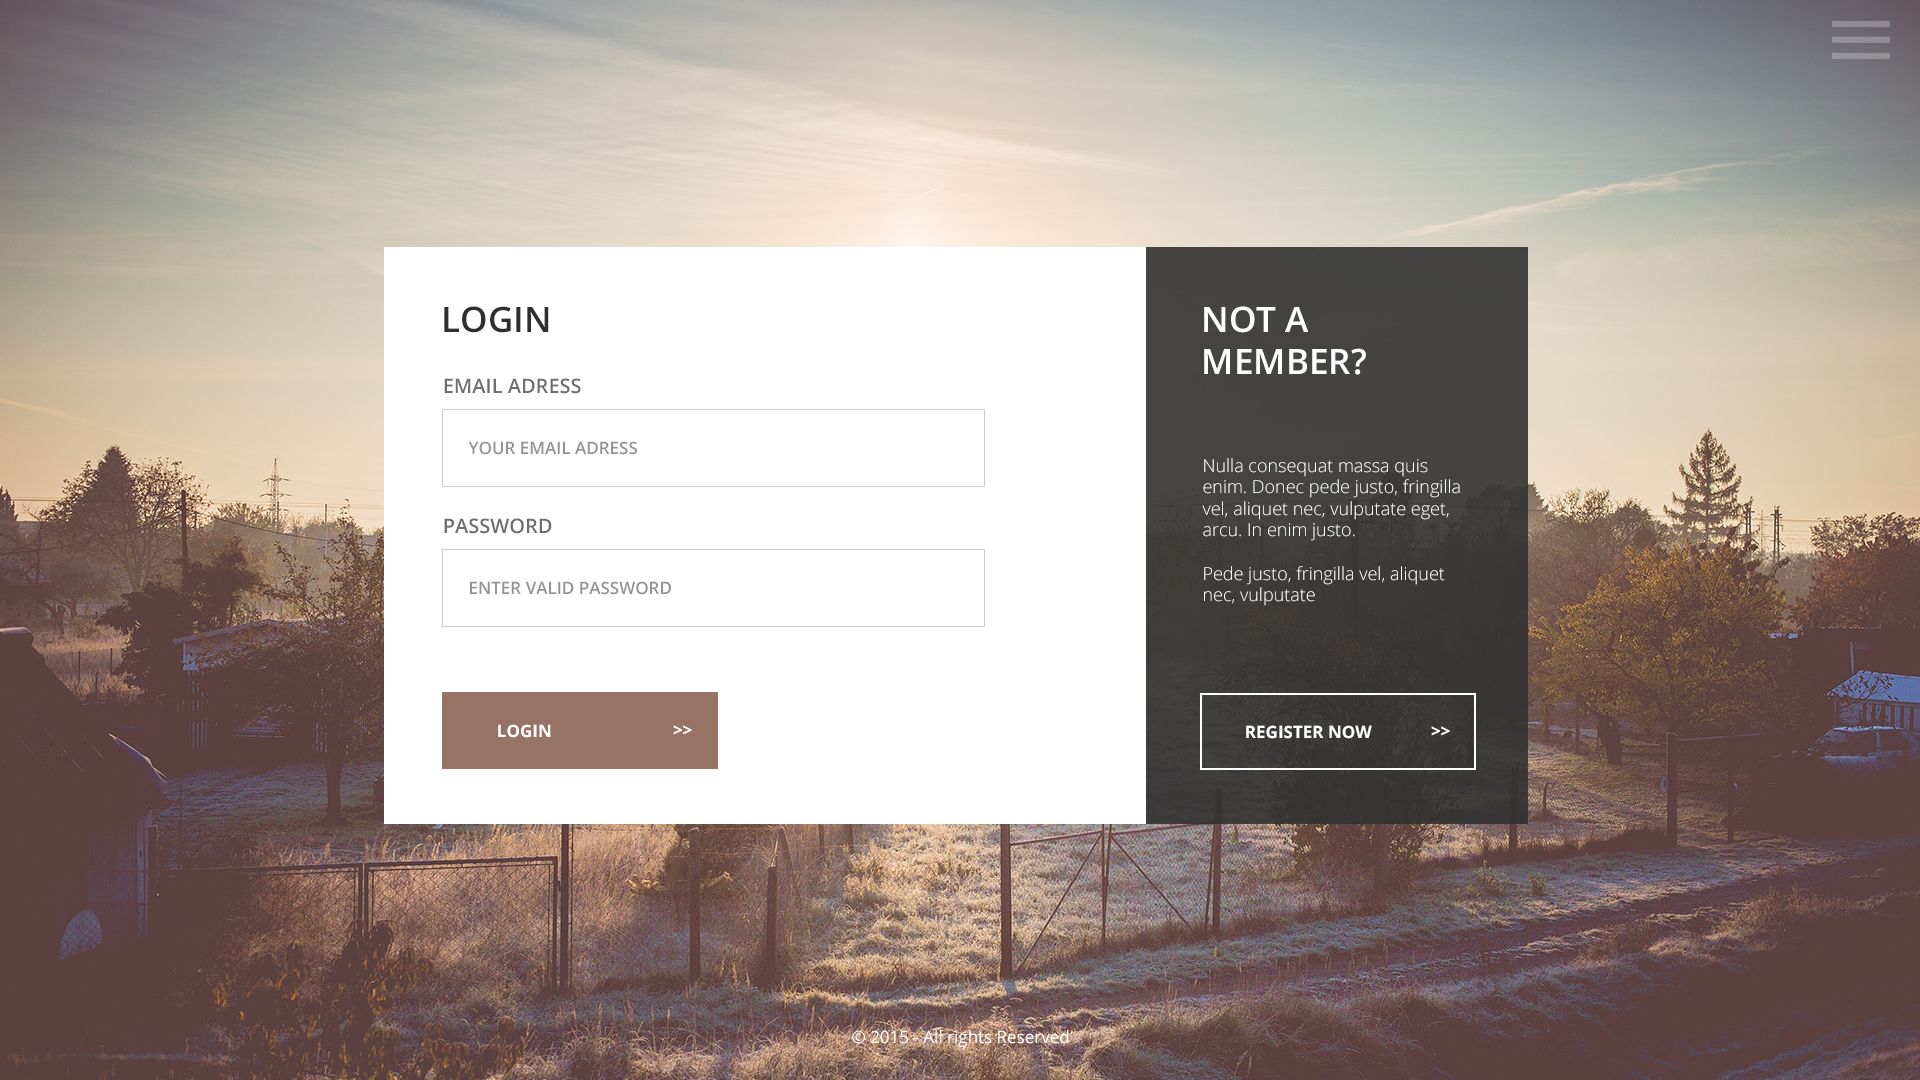 LOGIN
EMAIL ADRESS
YOUR EMAIL ADRESS
PASSWORD
ENTER VALID PASSWORD
LOGIN >>
NOT A
MEMBER?
Nulla consequat massa quis
enim. Donec pede justo, fringilla
vel, aliquet nec, vulputate eget,
arcu. In enim justo.
Pede justo, fringilla vel, aliquet
nec, vulputate
REGISTER NOW >>
© 2015 - All rights Reserved